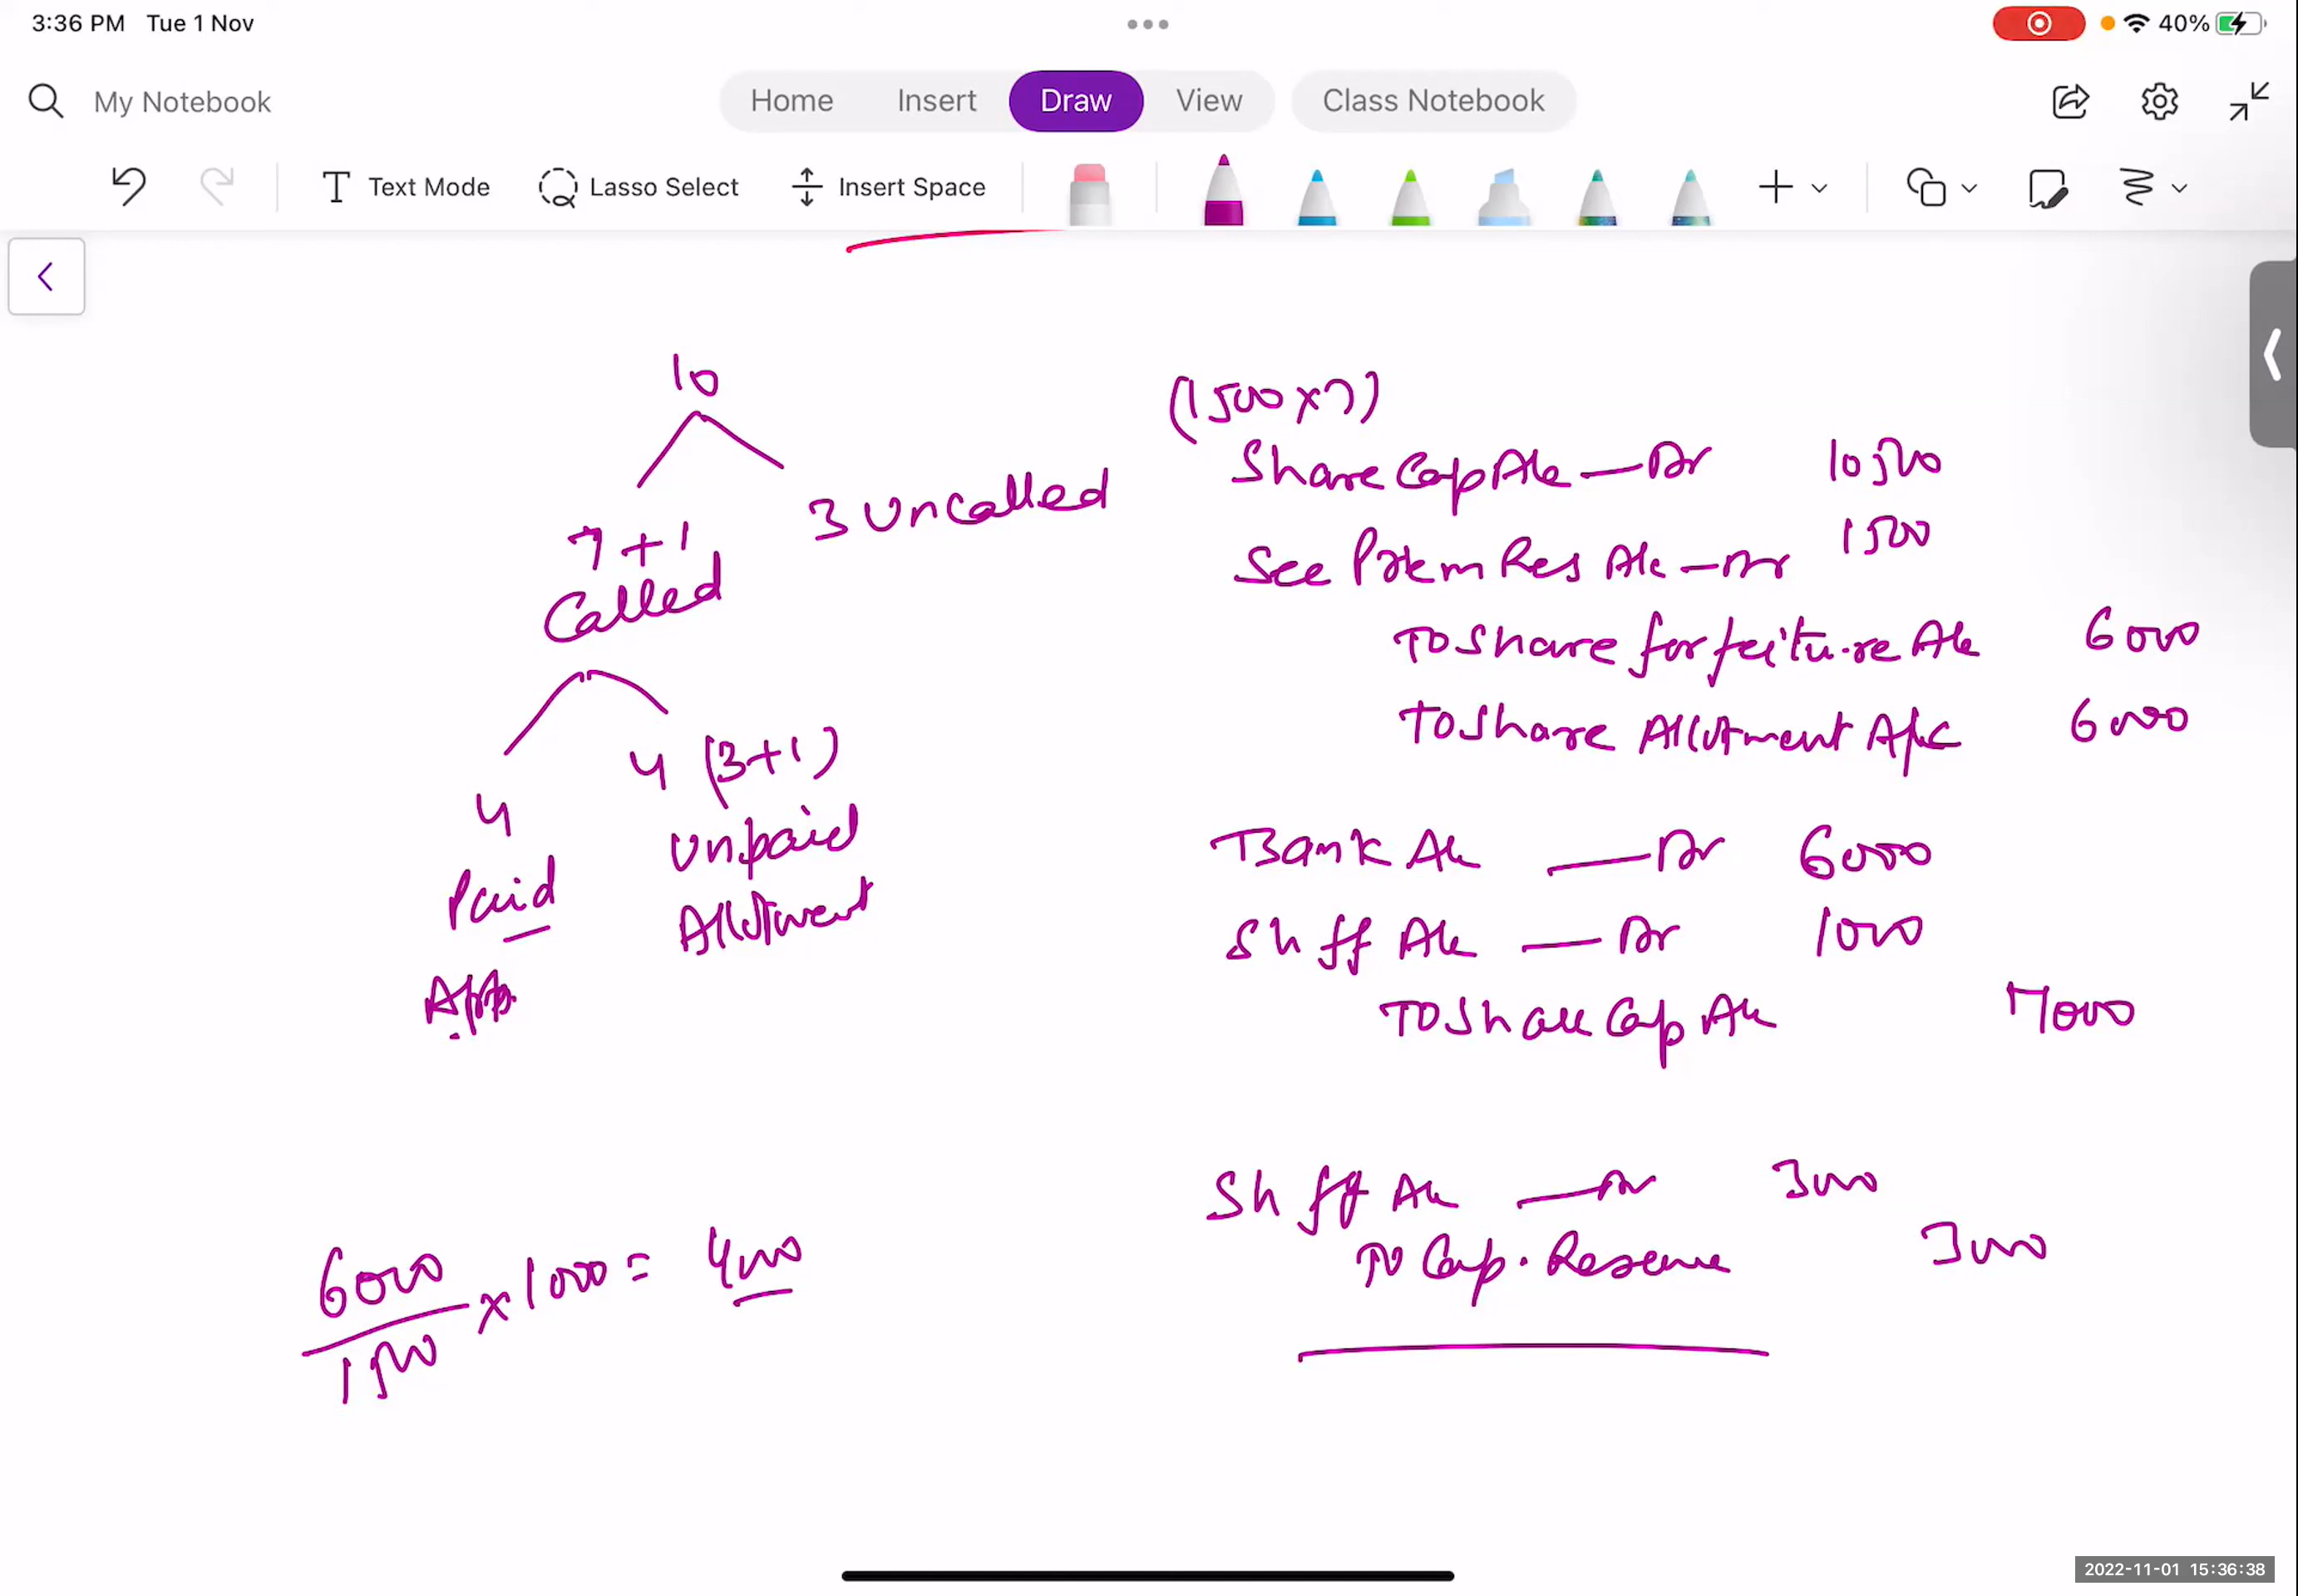 3:36 PM Tue 1 Nov
40%
My Notebook
Home Insert Draw View Class Notebook
Text Mode Lasso Select Insert Space
10
7 + 1
Called
3 Uncalled
4
Paid
4 (3+1)
Unpaid
Allotment
6000
1500
x 1000 = 4000
(1500 x 7)
Share Cap A/c — Dr 10500
Sec Prem Res A/c — Dr 1500
To Share forfeiture A/c 6000
To Share Allotment A/c 6000
Bank A/c — Dr 6000
Sh ff A/c — Dr 1000
To Share Cap A/c 7000
Sh ff A/c — Dr 3000
To Cap. Reserve 3000
2022-11-01 15:36:38